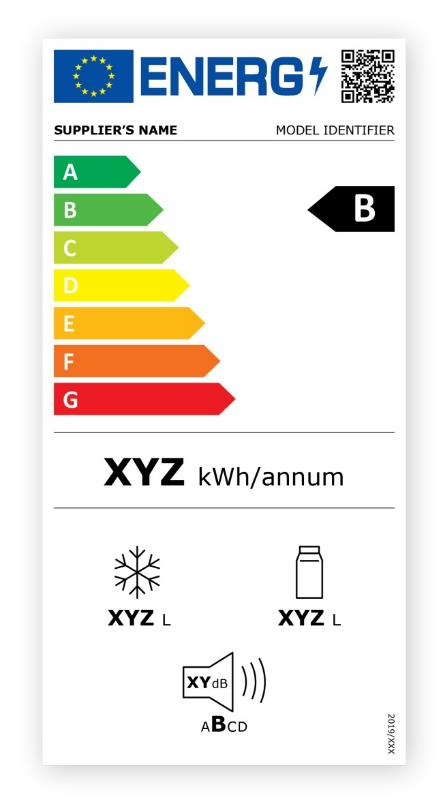 ENERG
SUPPLIER'S NAME MODEL IDENTIFIER
A
B B
C
D
E
F
G
XYZ kWh/annum
XYZ L XYZ L
XYdB
ABCD
2019/XXX